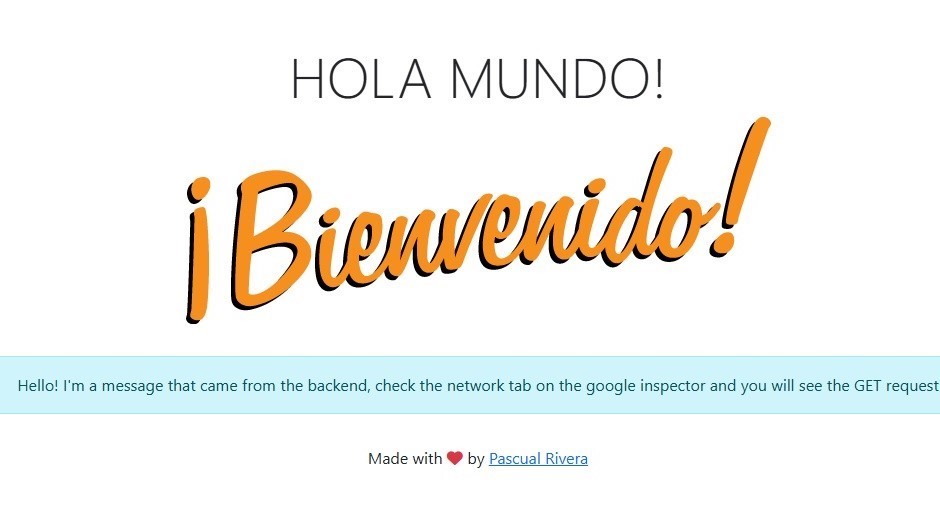 HOLA MUNDO!
¡Bienvenido!
Hello! I'm a message that came from the backend, check the network tab on the google inspector and you will see the GET request
Made with ❤ by Pascual Rivera